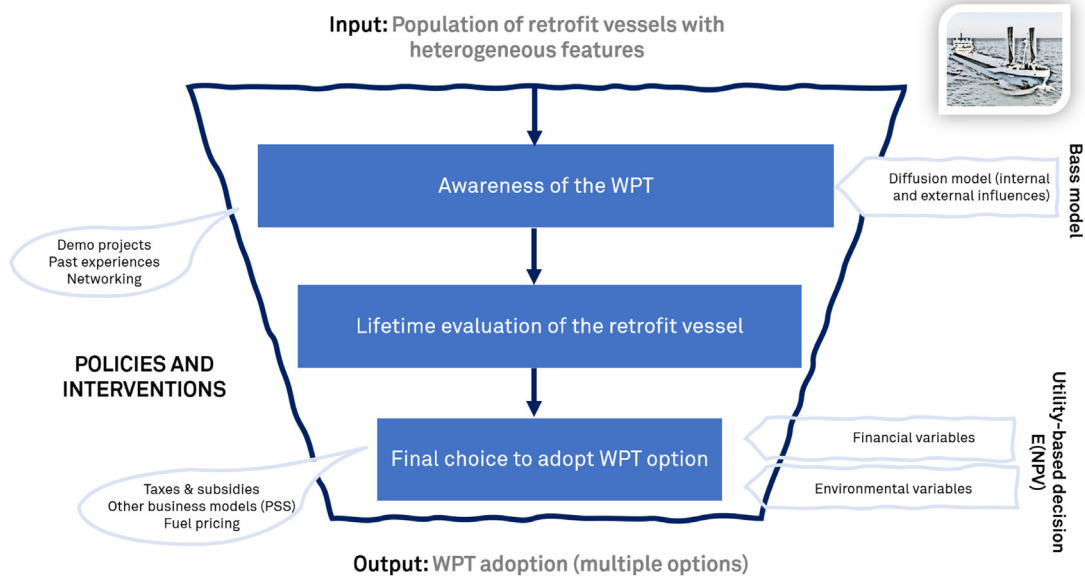 Input: Population of retrofit vessels with
heterogeneous features
Awareness of the WPT
Diffusion model (internal
and external influences)
Bass model
Demo projects
Past experiences
Networking
Lifetime evaluation of the retrofit vessel
POLICIES AND
INTERVENTIONS
Final choice to adopt WPT option
Financial variables
Environmental variables
Utility-based decision
E(NPV)
Taxes & subsidies
Other business models (PSS)
Fuel pricing
Output: WPT adoption (multiple options)